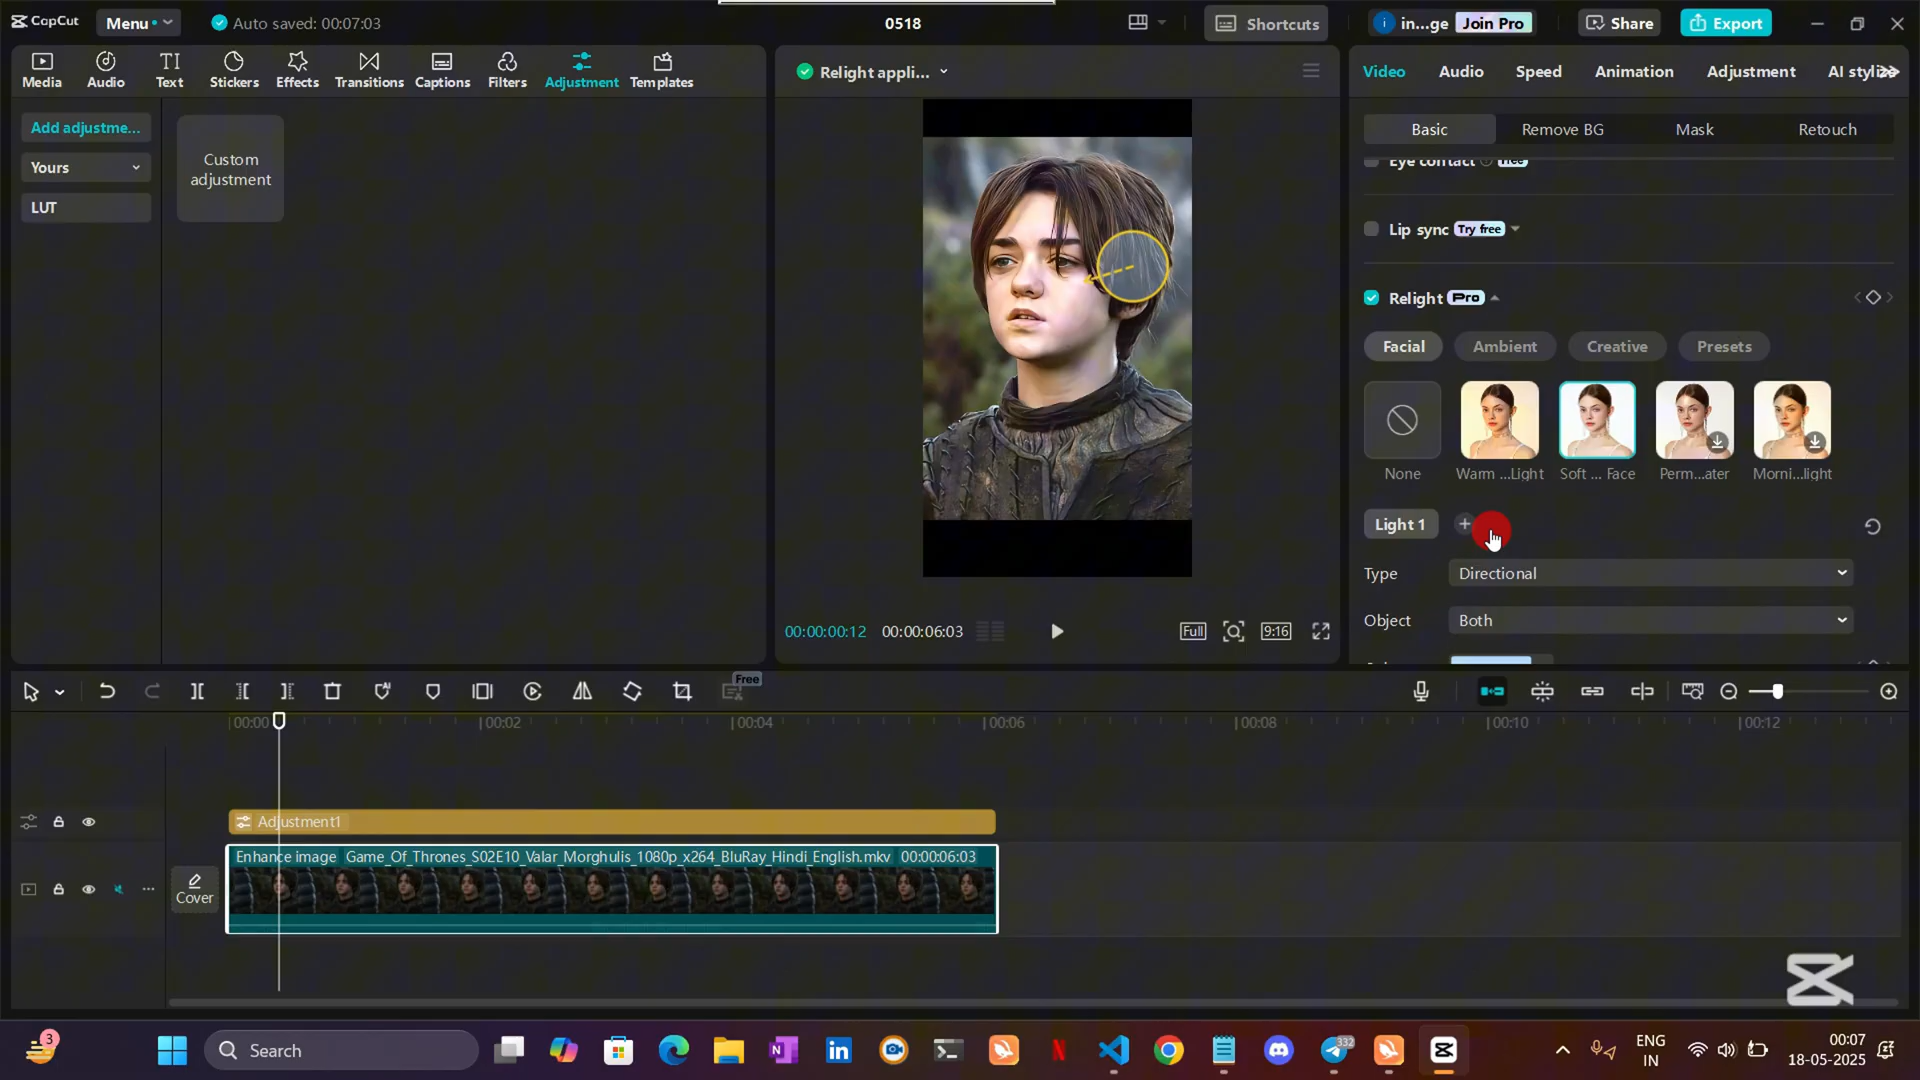 CapCut
Menu
Auto saved: 00:07:03
0518
Shortcuts
in...ge
Join Pro
Share
Export
Media
Audio
Text
Stickers
Effects
Transitions
Captions
Filters
Adjustment
Templates
Add adjustme...
Yours
LUT
Custom
adjustment
Relight appli...
00:00:00:12
00:00:06:03
Full
9:16
Video
Audio
Speed
Animation
Adjustment
Basic
Remove BG
Mask
Retouch
Eye contact
Lip sync
Try free
Relight
Pro
Facial
Ambient
Creative
Presets
None
Warm ...Light
Soft ... Face
Perm...ater
Morni...light
Light 1
Type
Directional
Object
Both
Free
00:00
00:02
00:04
00:06
00:08
00:10
00:12
Adjustment1
Cover
Enhance image Game_Of_Thrones_S02E10_Valar_Morghulis_1080p_x264_BluRay_Hindi_English.mkv 00:00:06:03
3
Search
332
ENG
IN
00:07
18-05-2025